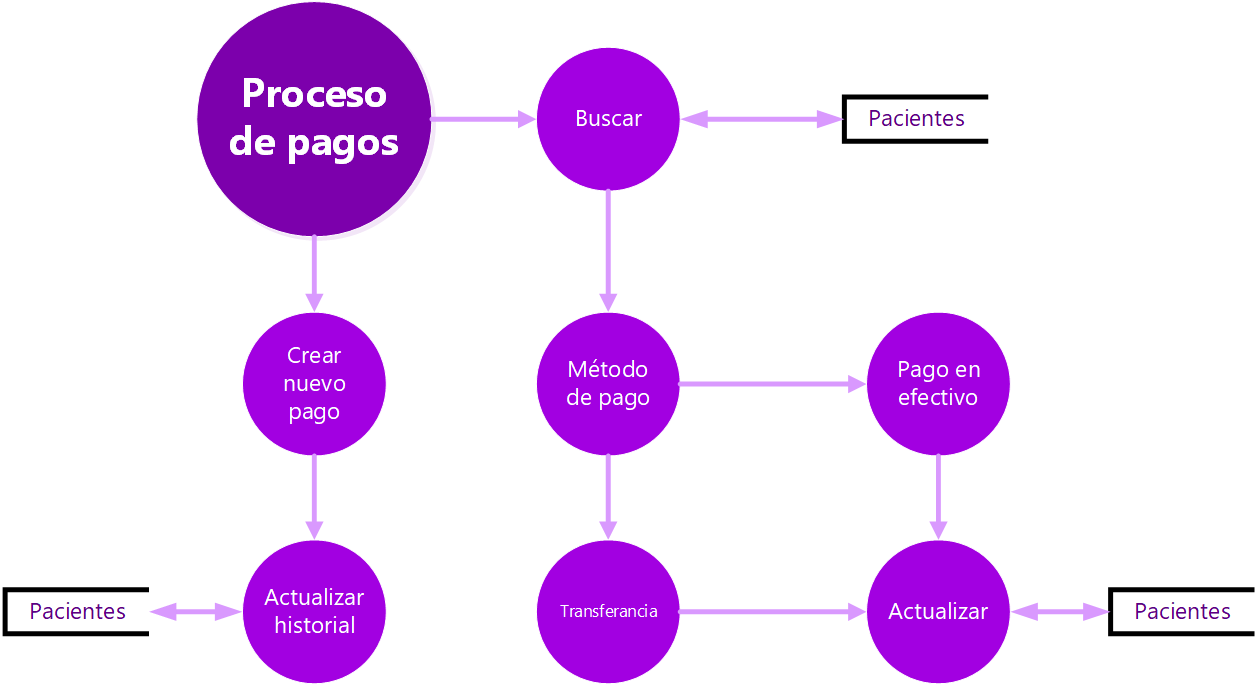 Proceso
de pagos
Buscar
Pacientes
Crear
nuevo
pago
Método
de pago
Pago en
efectivo
Pacientes
Actualizar
historial
Transferancia
Actualizar
Pacientes